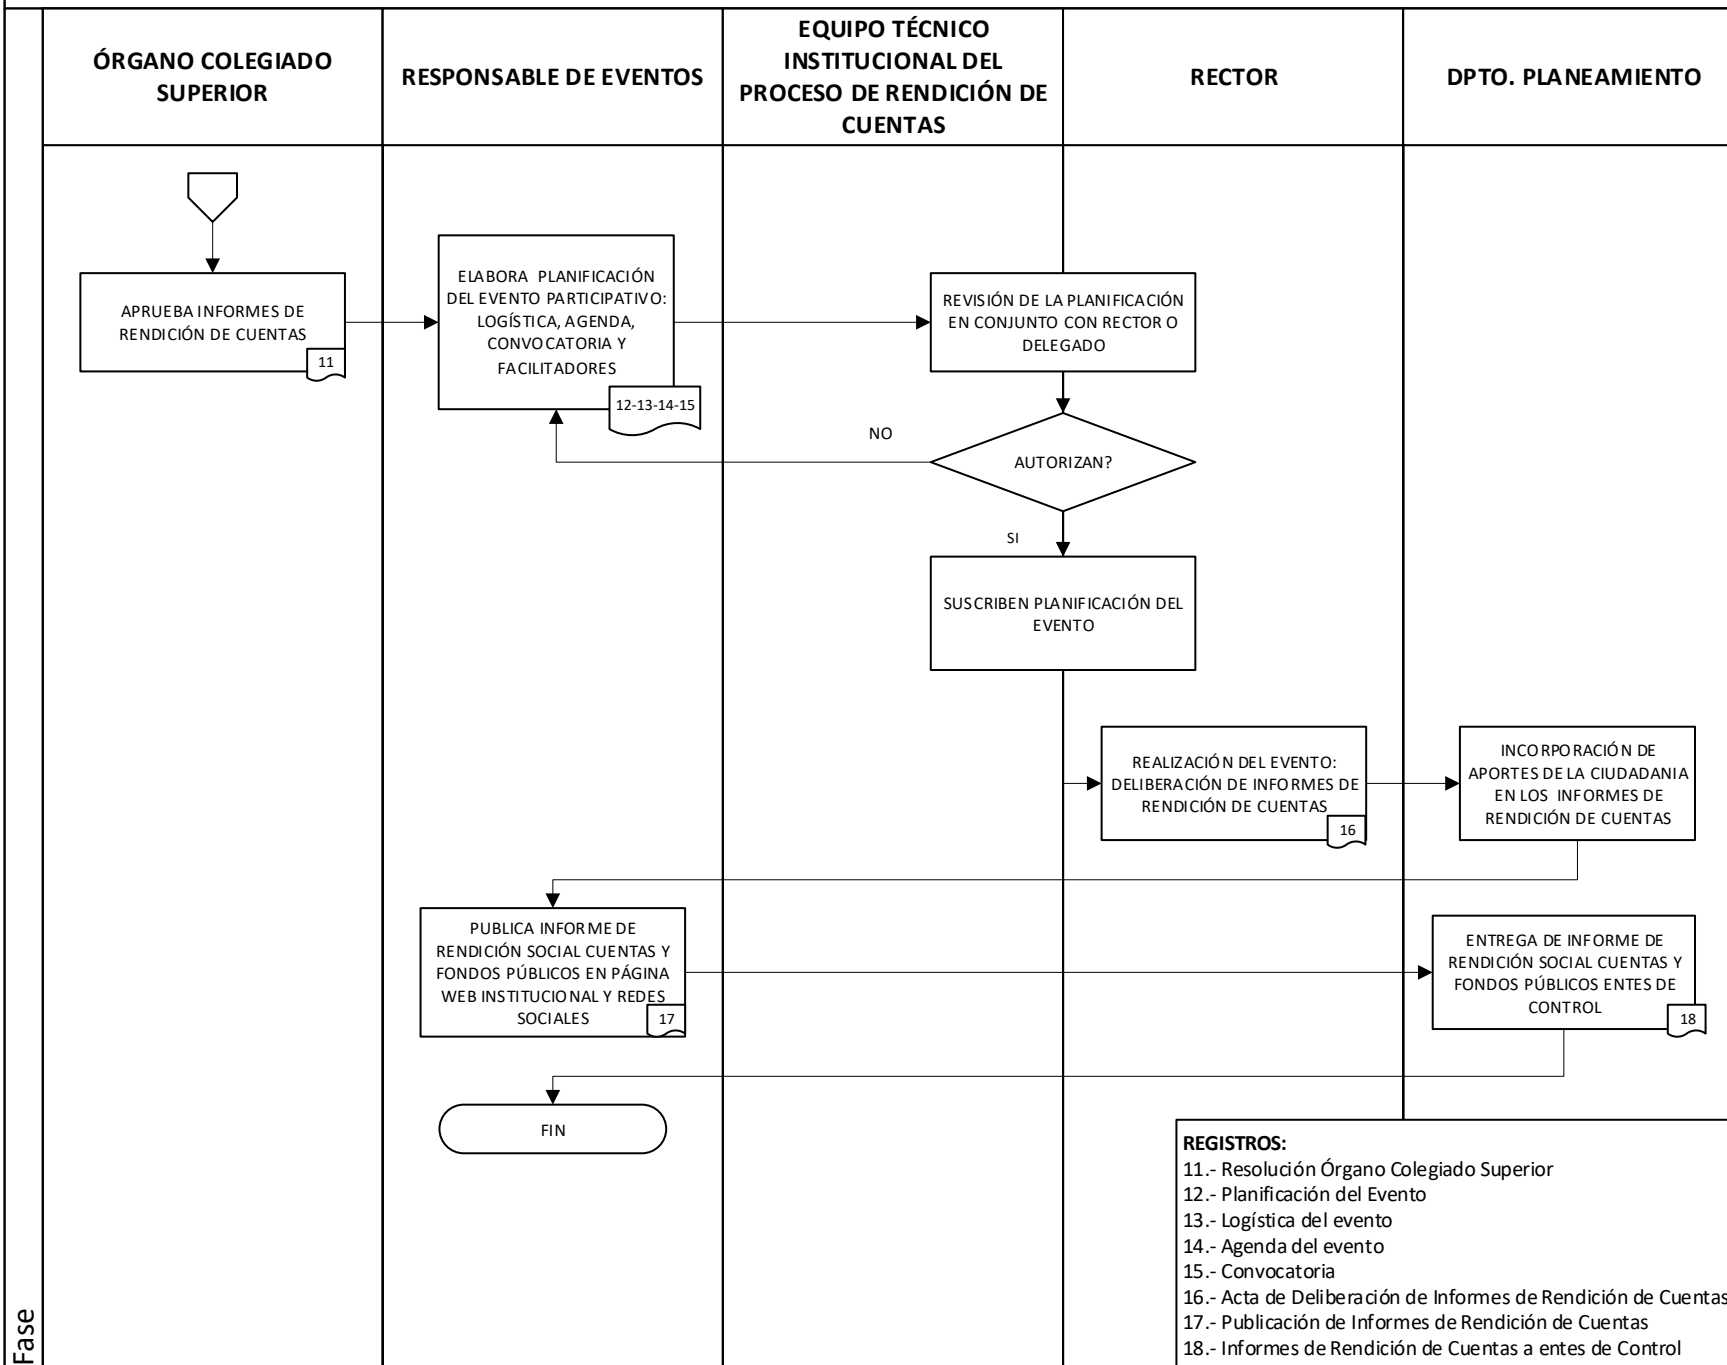 ÓRGANO COLEGIADO
SUPERIOR
RESPONSABLE DE EVENTOS
EQUIPO TÉCNICO
INSTITUCIONAL DEL
PROCESO DE RENDICIÓN DE
CUENTAS
RECTOR
DPTO. PLANEAMIENTO
APRUEBA INFORMES DE
RENDICIÓN DE CUENTAS
11
ELABORA PLANIFICACIÓN
DEL EVENTO PARTICIPATIVO:
LOGÍSTICA, AGENDA,
CONVOCATORIA Y
FACILITADORES
12-13-14-15
REVISIÓN DE LA PLANIFICACIÓN
EN CONJUNTO CON RECTOR O
DELEGADO
NO
AUTORIZAN?
SI
SUSCRIBEN PLANIFICACIÓN DEL
EVENTO
REALIZACIÓN DEL EVENTO:
DELIBERACIÓN DE INFORMES DE
RENDICIÓN DE CUENTAS
16
INCORPORACIÓN DE
APORTES DE LA CIUDADANIA
EN LOS INFORMES DE
RENDICIÓN DE CUENTAS
PUBLICA INFORME DE
RENDICIÓN SOCIAL CUENTAS Y
FONDOS PÚBLICOS EN PÁGINA
WEB INSTITUCIONAL Y REDES
SOCIALES
17
ENTREGA DE INFORME DE
RENDICIÓN SOCIAL CUENTAS Y
FONDOS PÚBLICOS ENTES DE
CONTROL
18
FIN
REGISTROS:
11.- Resolución Órgano Colegiado Superior
12.- Planificación del Evento
13.- Logística del evento
14.- Agenda del evento
15.- Convocatoria
16.- Acta de Deliberación de Informes de Rendición de Cuentas
17.- Publicación de Informes de Rendición de Cuentas
18.- Informes de Rendición de Cuentas a entes de Control
Fase